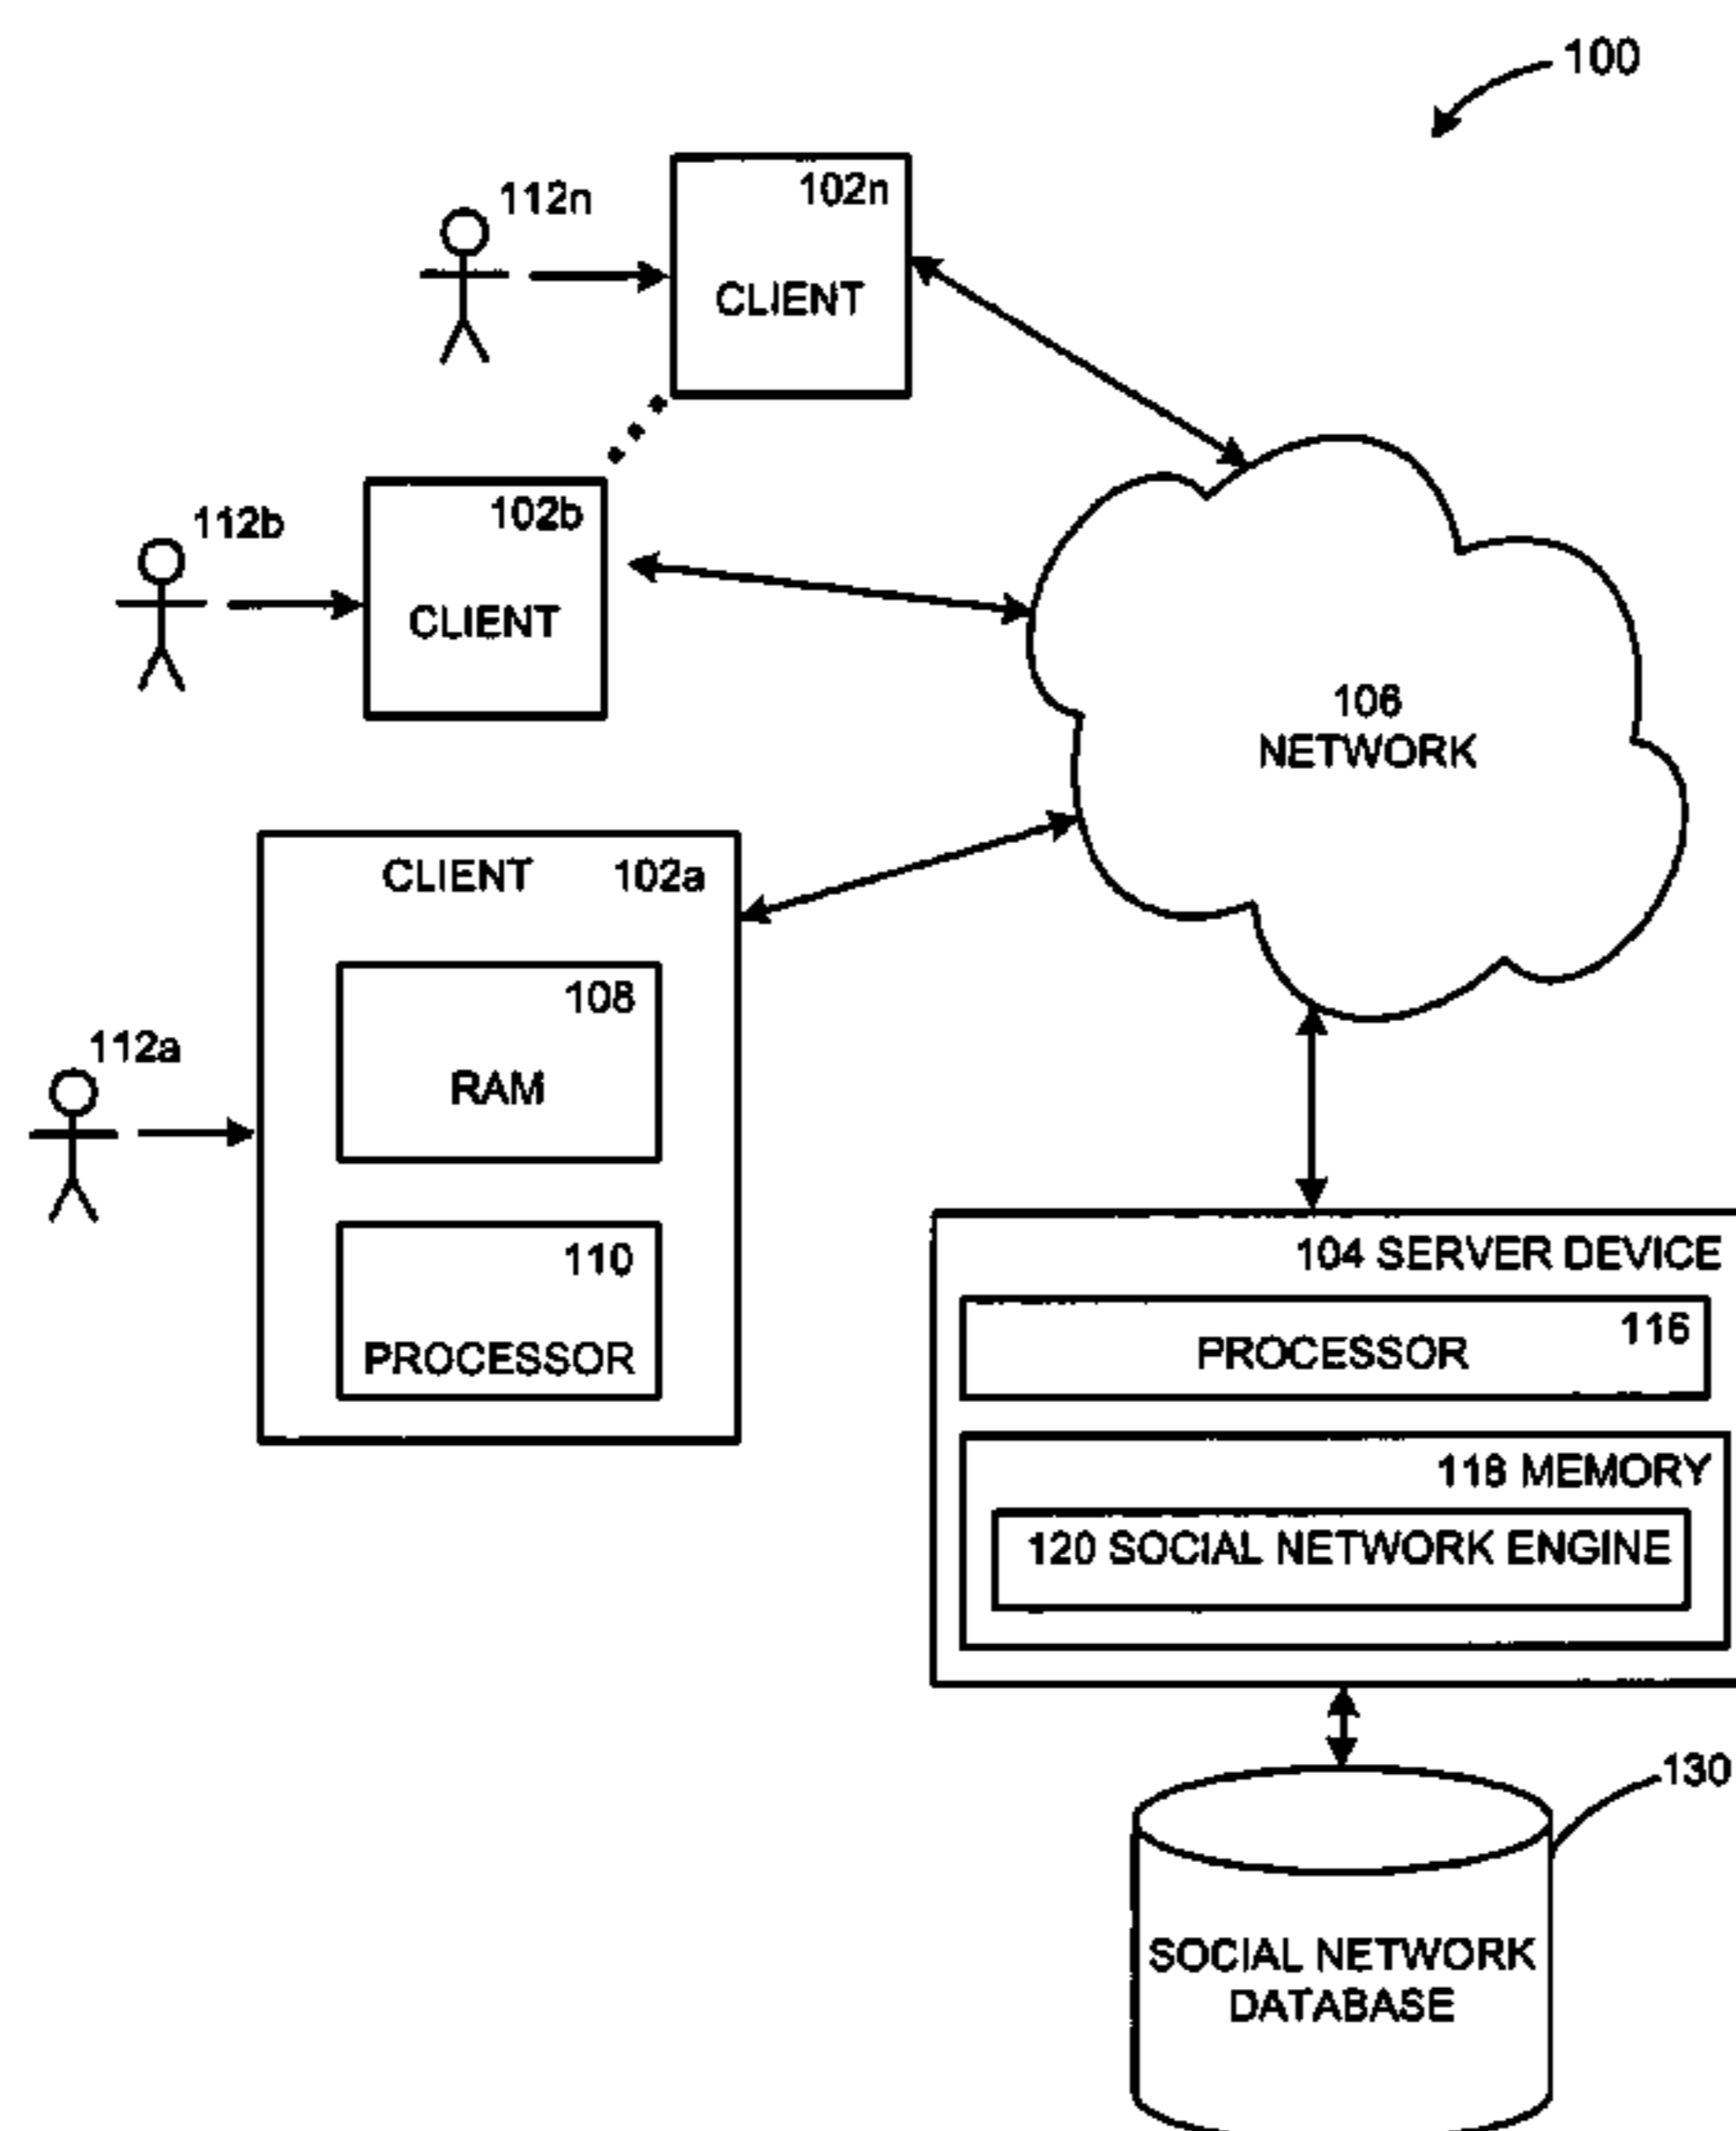 100
112n
102n
CLIENT
112b
102b
CLIENT
106
NETWORK
CLIENT 102a
108
RAM
112a
110
PROCESSOR
104 SERVER DEVICE
116
PROCESSOR
118 MEMORY
120 SOCIAL NETWORK ENGINE
130
SOCIAL NETWORK
DATABASE